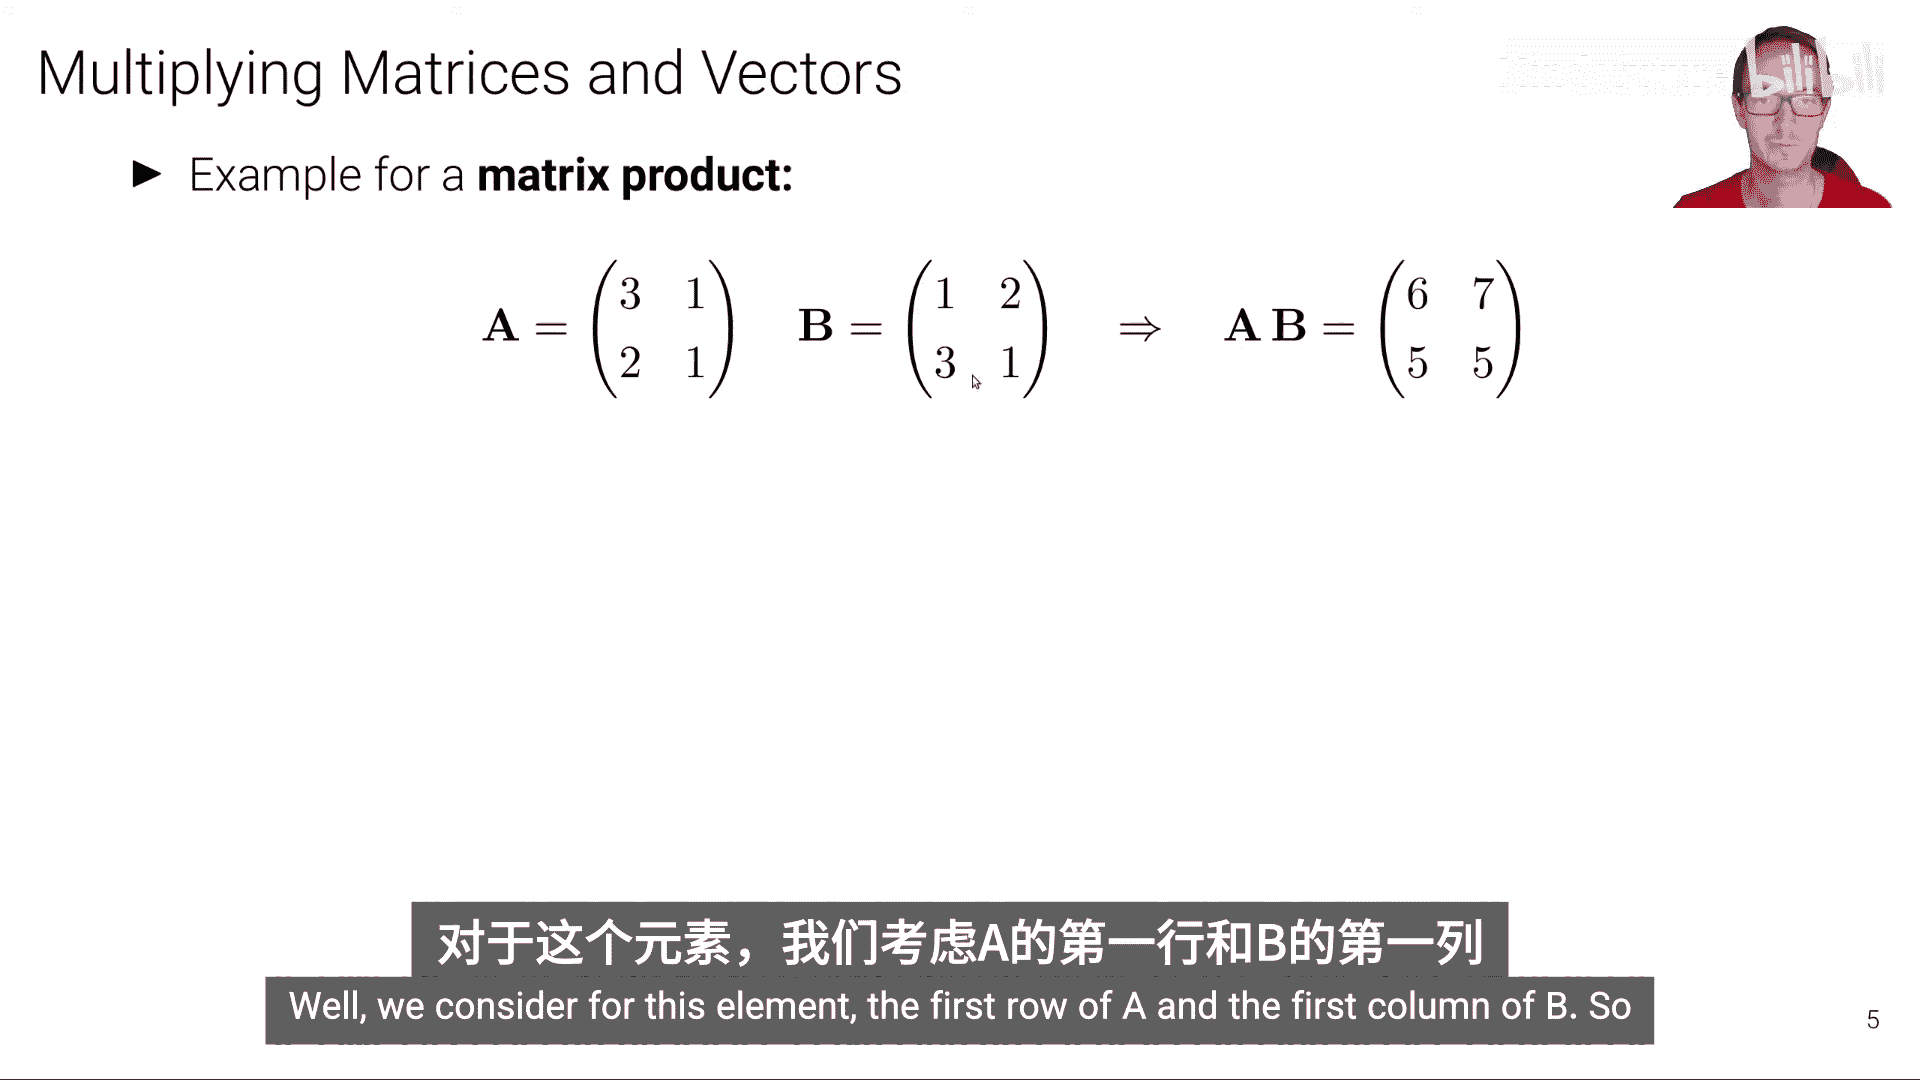 Multiplying Matrices and Vectors
bilibili
► Example for a matrix product:
A = (3 1; 2 1) B = (1 2; 3 1) ⇒ A B = (6 7; 5 5)
对于这个元素，我们考虑A的第一行和B的第一列
Well, we consider for this element, the first row of A and the first column of B. So
5